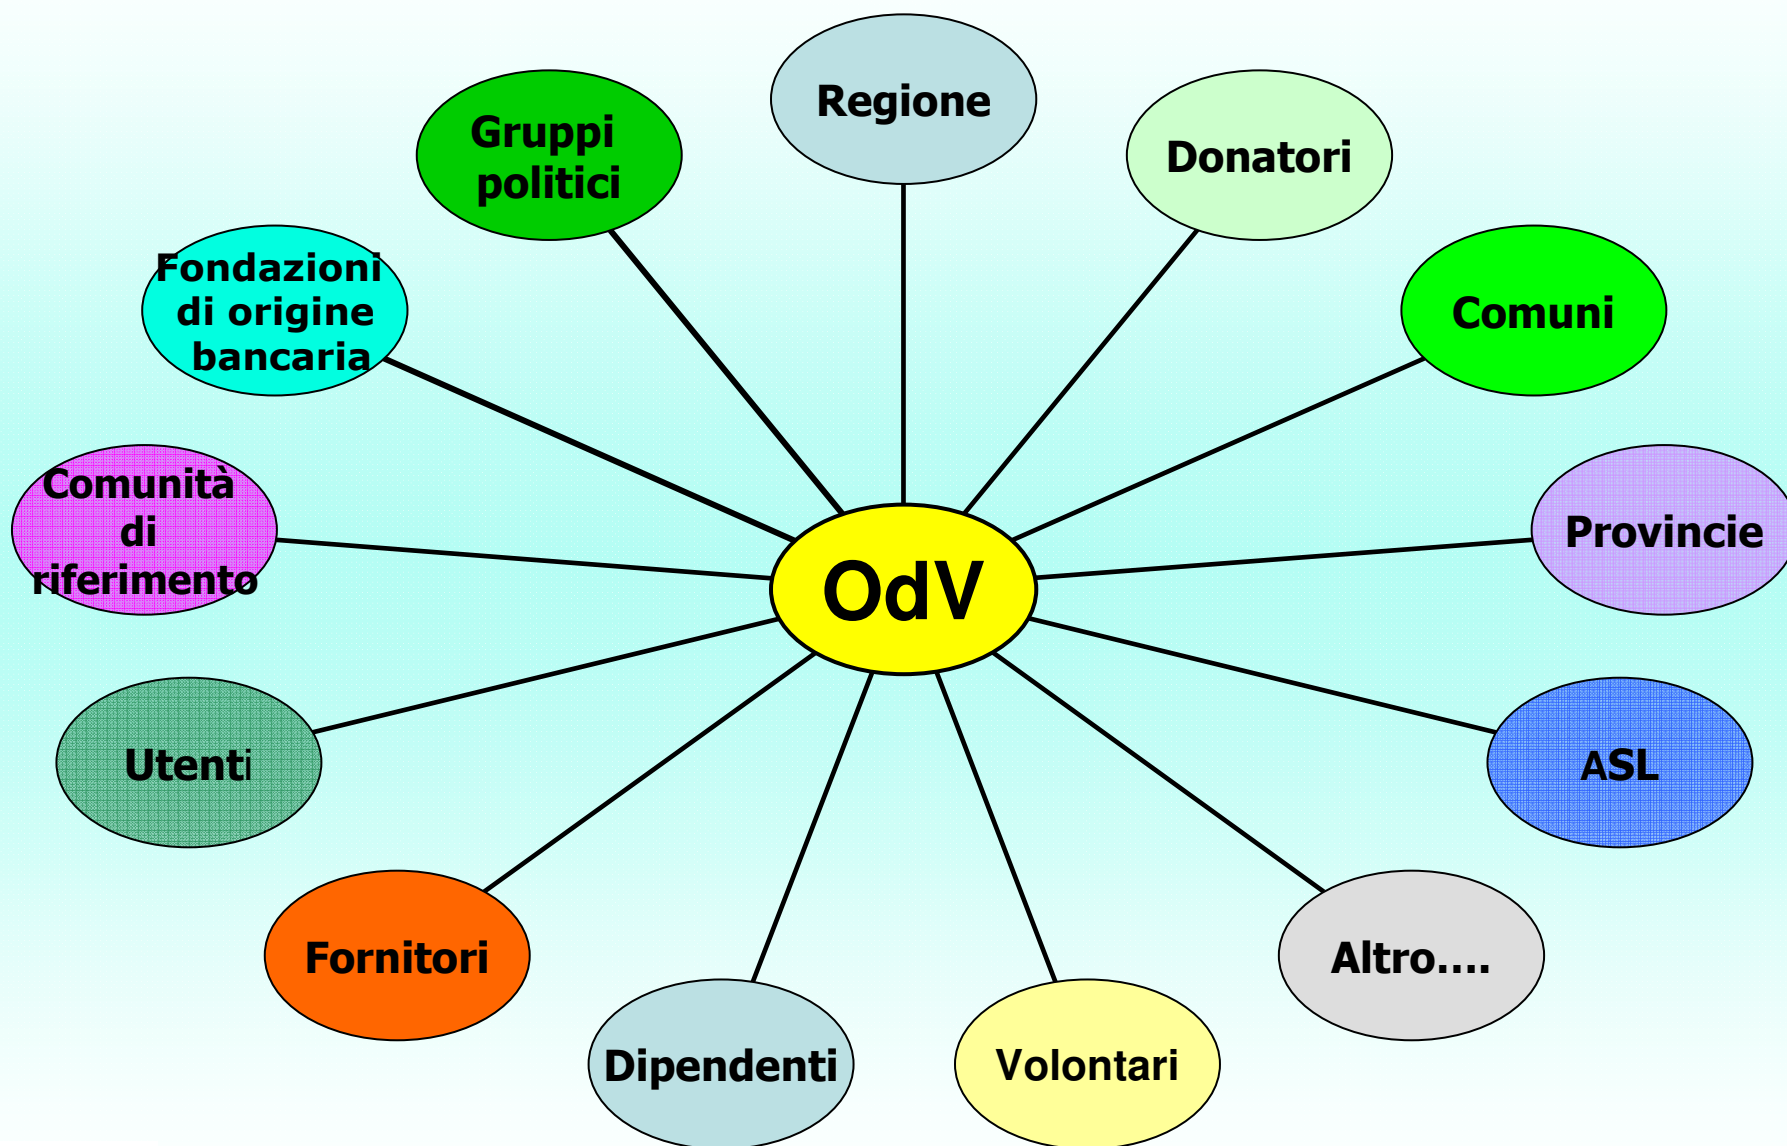 Regione
Gruppi
politici
Donatori
Fondazioni
di origine
bancaria
Comuni
Comunità
di
riferimento
Provincie
OdV
Utenti
ASL
Fornitori
Altro....
Dipendenti
Volontari